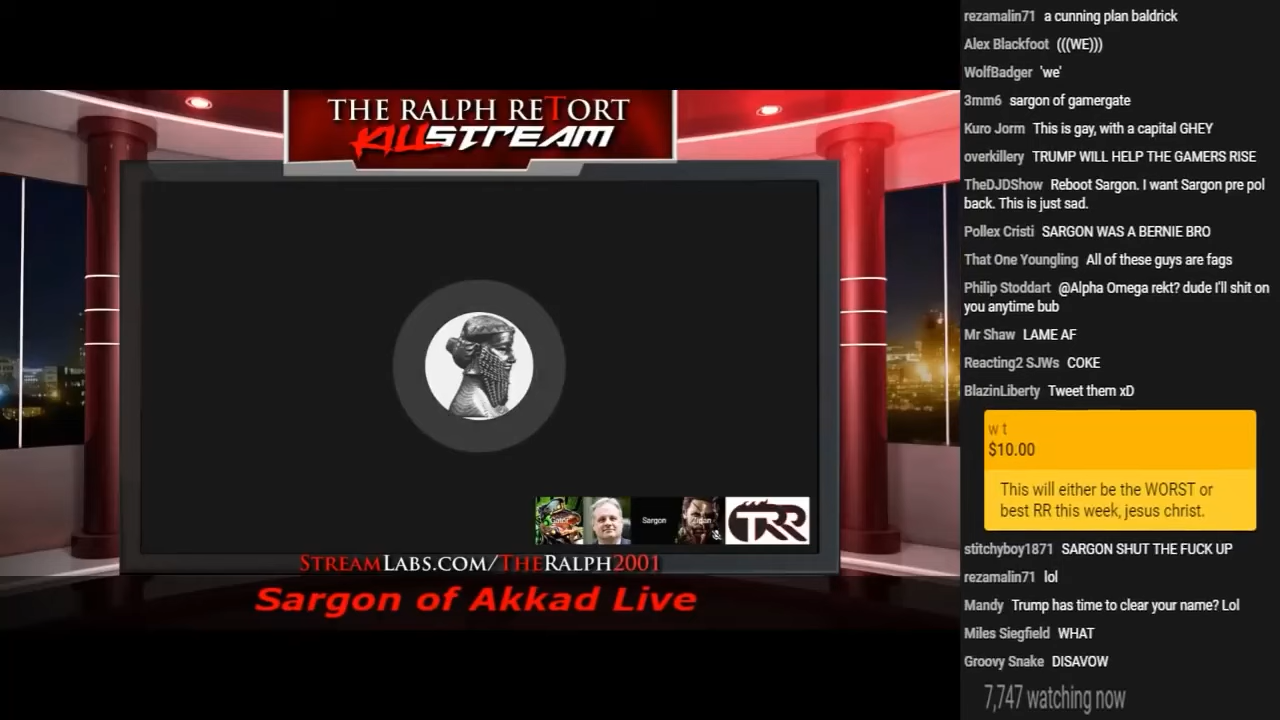 THE RALPH RETORT
KILLSTREAM
Gator
Sargon
Zidan
TRR
STREAMLABS.COM/THERALPH2001
Sargon of Akkad Live
rezamalin71 a cunning plan baldrick
Alex Blackfoot (((WE)))
WolfBadger 'we'
3mm6 sargon of gamergate
Kuro Jorm This is gay, with a capital GHEY
overkillery TRUMP WILL HELP THE GAMERS RISE
TheDJDShow Reboot Sargon. I want Sargon pre pol
back. This is just sad.
Pollex Cristi SARGON WAS A BERNIE BRO
That One Youngling All of these guys are fags
Philip Stoddart @Alpha Omega rekt? dude I'll shit on
you anytime bub
Mr Shaw LAME AF
Reacting2 SJWs COKE
BlazinLiberty Tweet them xD
w t
$10.00
This will either be the WORST or
best RR this week, jesus christ.
stitchyboy1871 SARGON SHUT THE FUCK UP
rezamalin71 lol
Mandy Trump has time to clear your name? Lol
Miles Siegfield WHAT
Groovy Snake DISAVOW
7,747 watching now